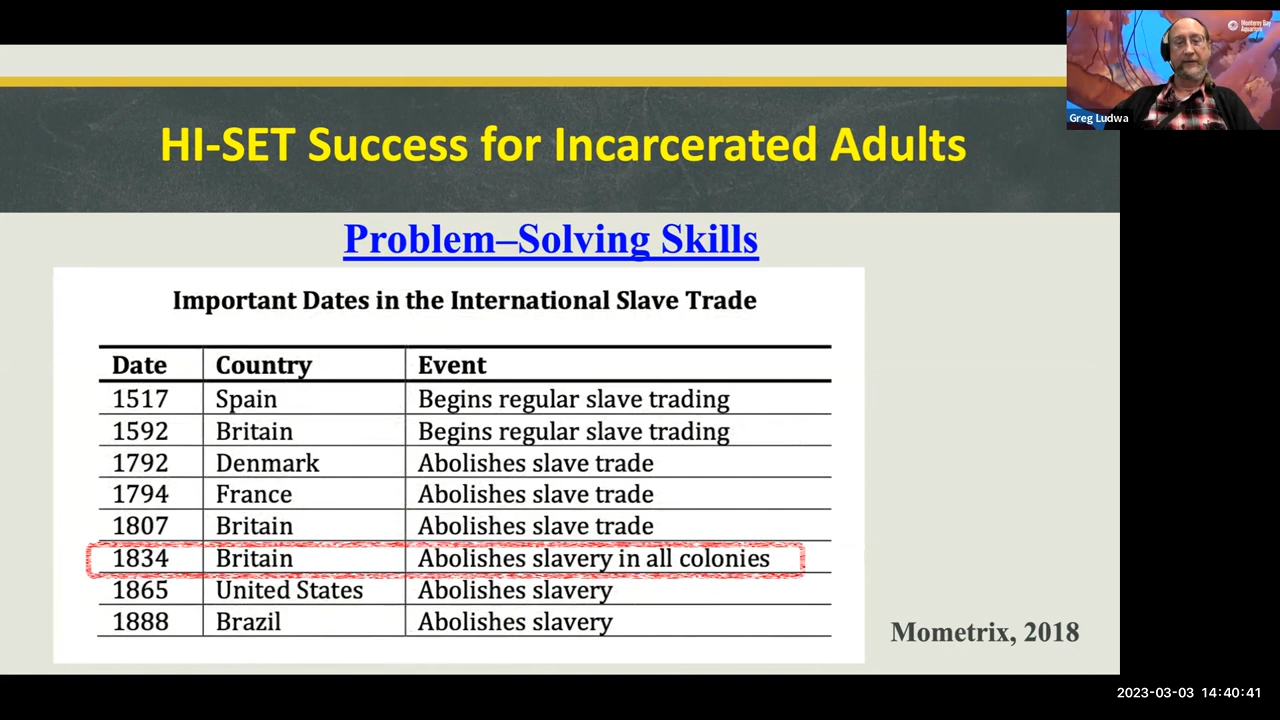 Monterey Bay
Aquarium
Greg Ludwa
HI-SET Success for Incarcerated Adults
Problem–Solving Skills
Important Dates in the International Slave Trade
Date Country Event
1517 Spain Begins regular slave trading
1592 Britain Begins regular slave trading
1792 Denmark Abolishes slave trade
1794 France Abolishes slave trade
1807 Britain Abolishes slave trade
1834 Britain Abolishes slavery in all colonies
1865 United States Abolishes slavery
1888 Brazil Abolishes slavery
Mometrix, 2018
2023-03-03 14:40:41